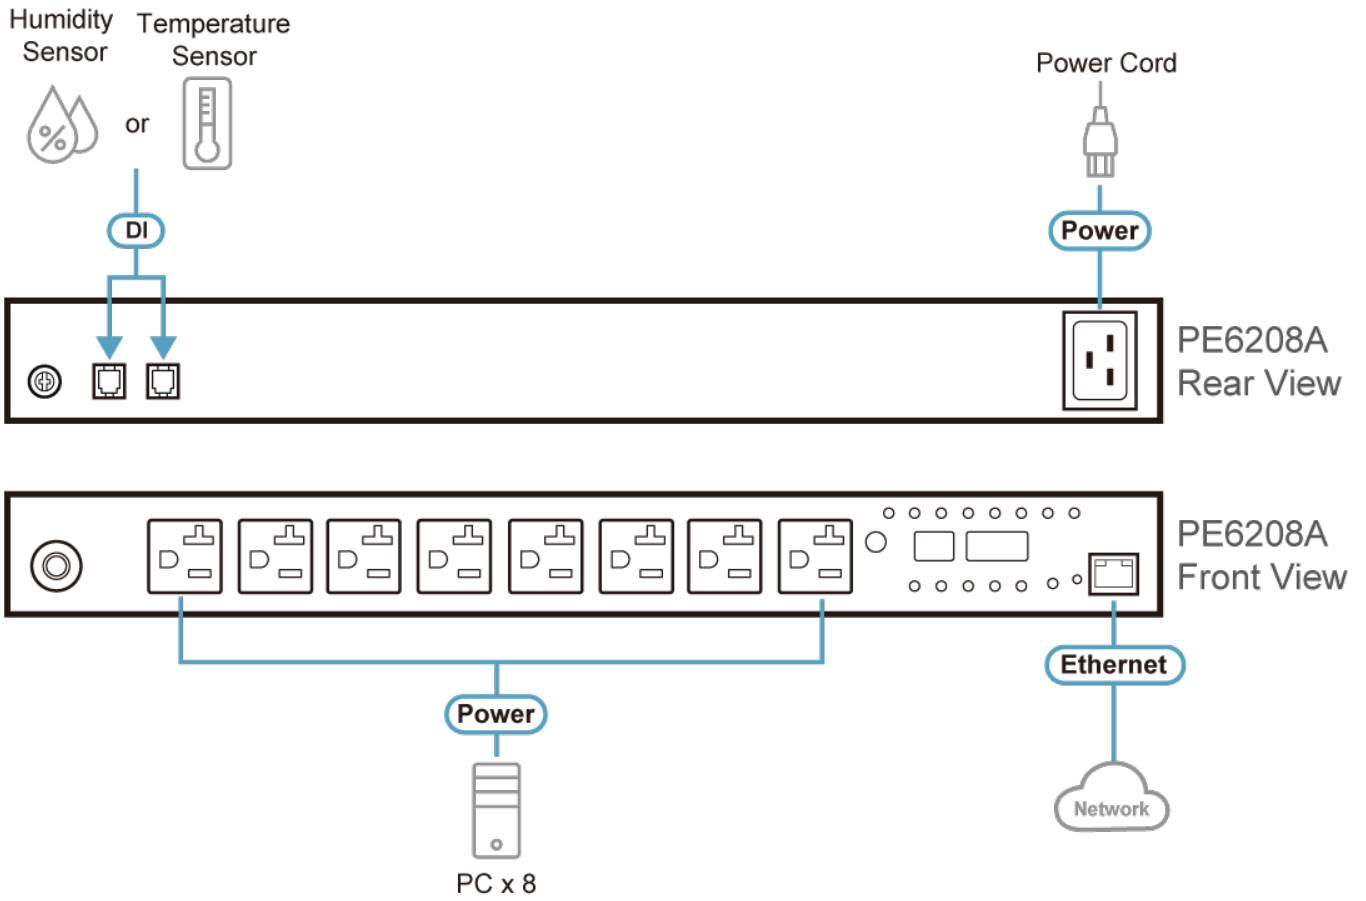 Humidity
Sensor
Temperature
Sensor
or
DI
Power Cord
Power
PE6208A
Rear View
PE6208A
Front View
Power
PC x 8
Ethernet
Network